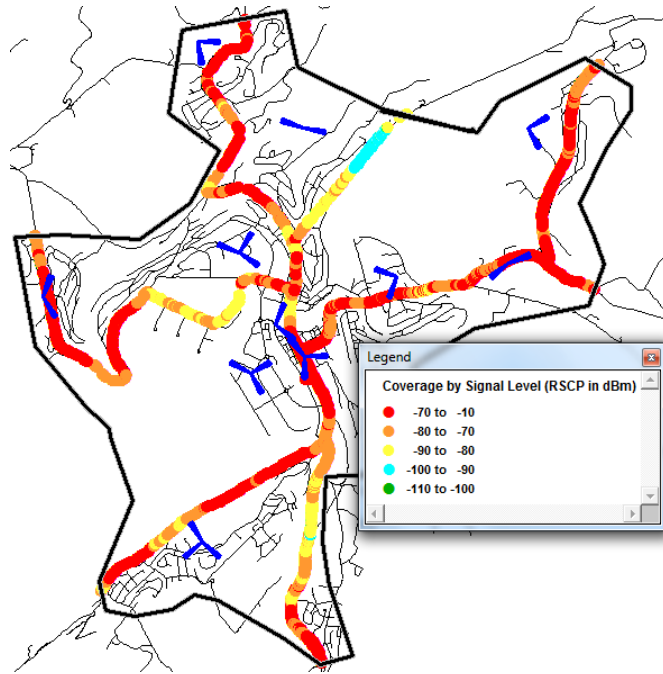 Legend
Coverage by Signal Level (RSCP in dBm)
-70 to -10
-80 to -70
-90 to -80
-100 to -90
-110 to -100